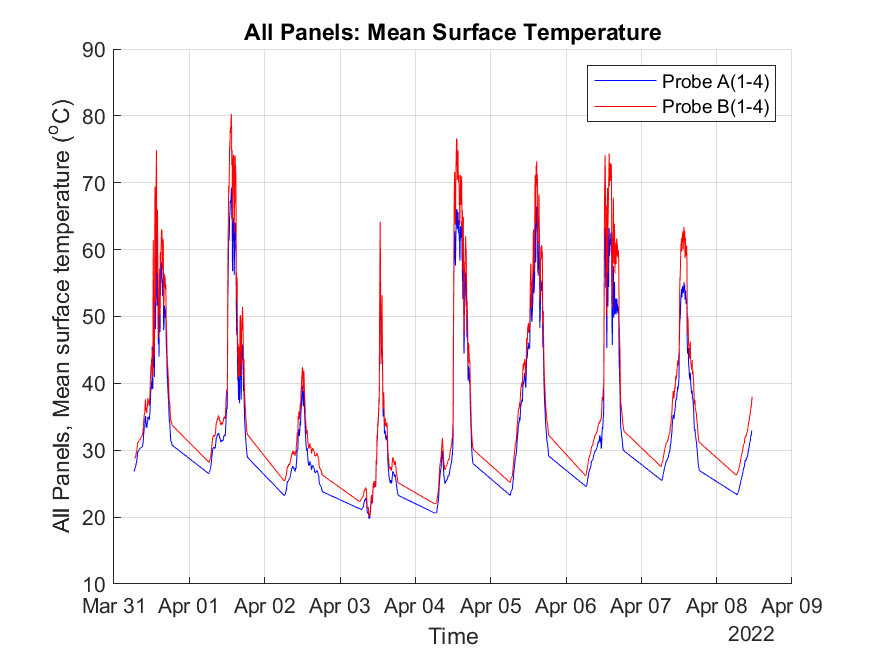 All Panels: Mean Surface Temperature
Probe A(1-4)
Probe B(1-4)
All Panels, Mean surface temperature (°C)
90
80
70
60
50
40
30
20
10
Mar 31 Apr 01 Apr 02 Apr 03 Apr 04 Apr 05 Apr 06 Apr 07 Apr 08 Apr 09
Time
2022